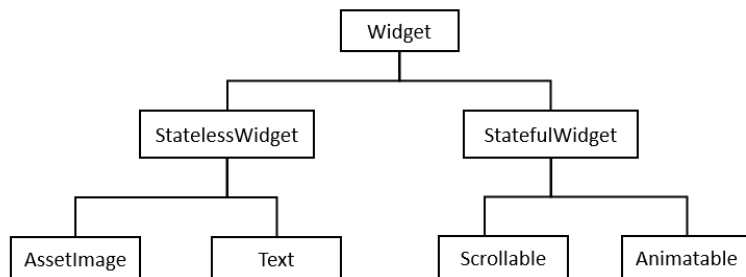 Widget
StatelessWidget
StatefulWidget
AssetImage
Text
Scrollable
Animatable